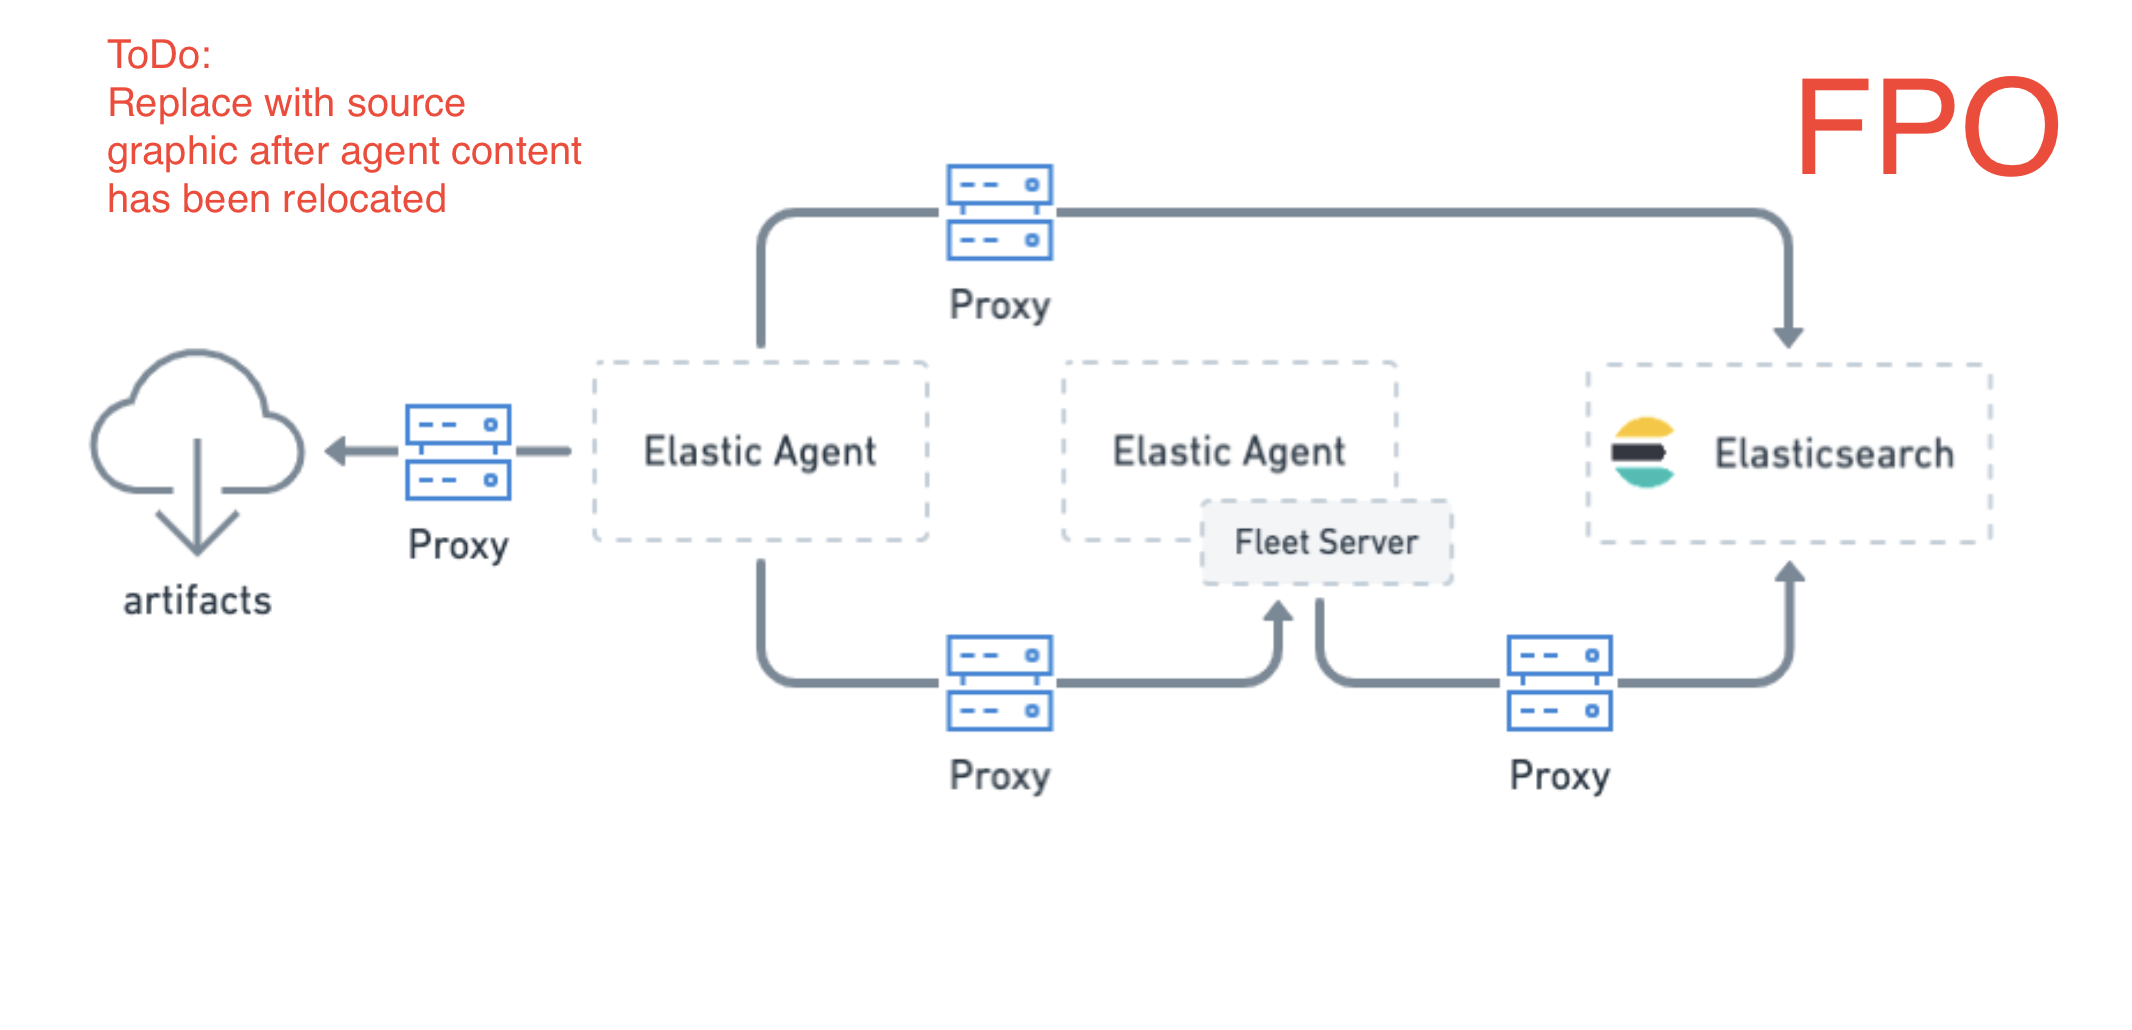 ToDo:
Replace with source
graphic after agent content
has been relocated
FPO
Proxy
Elastic Agent
Elastic Agent
Elasticsearch
Fleet Server
Proxy
artifacts
Proxy
Proxy